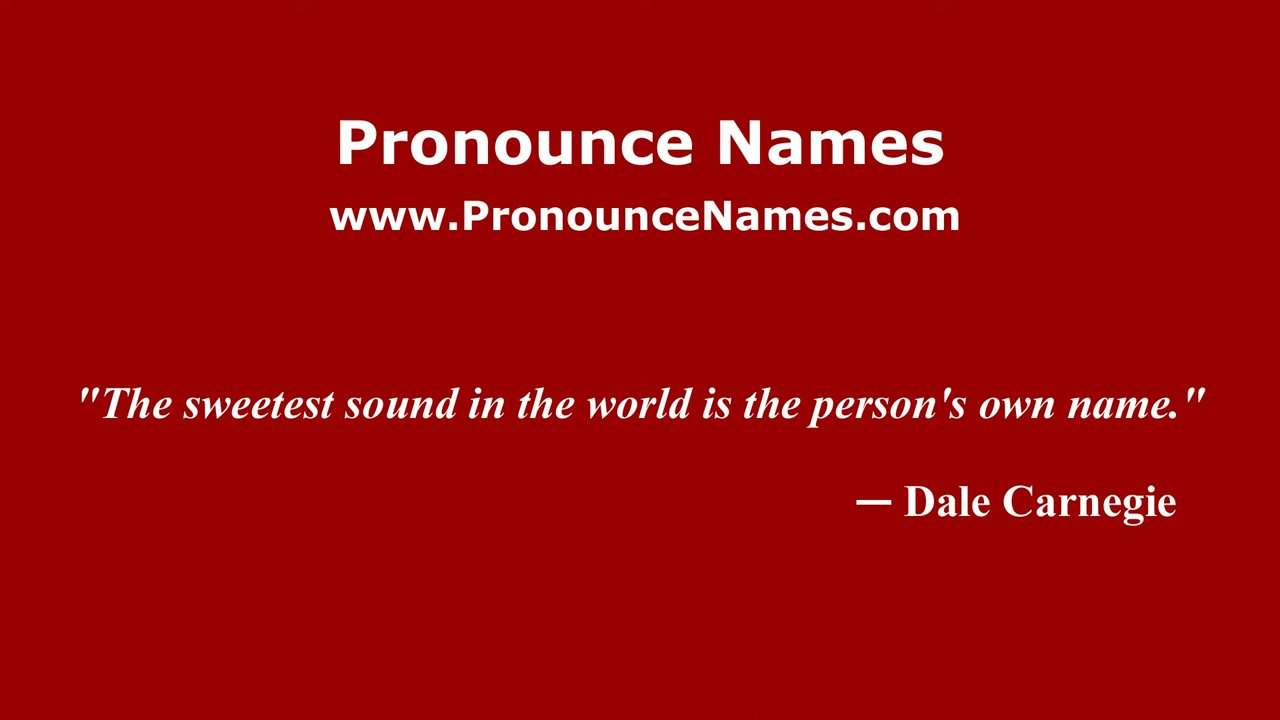 Pronounce Names
www.PronounceNames.com
"The sweetest sound in the world is the person's own name."
— Dale Carnegie